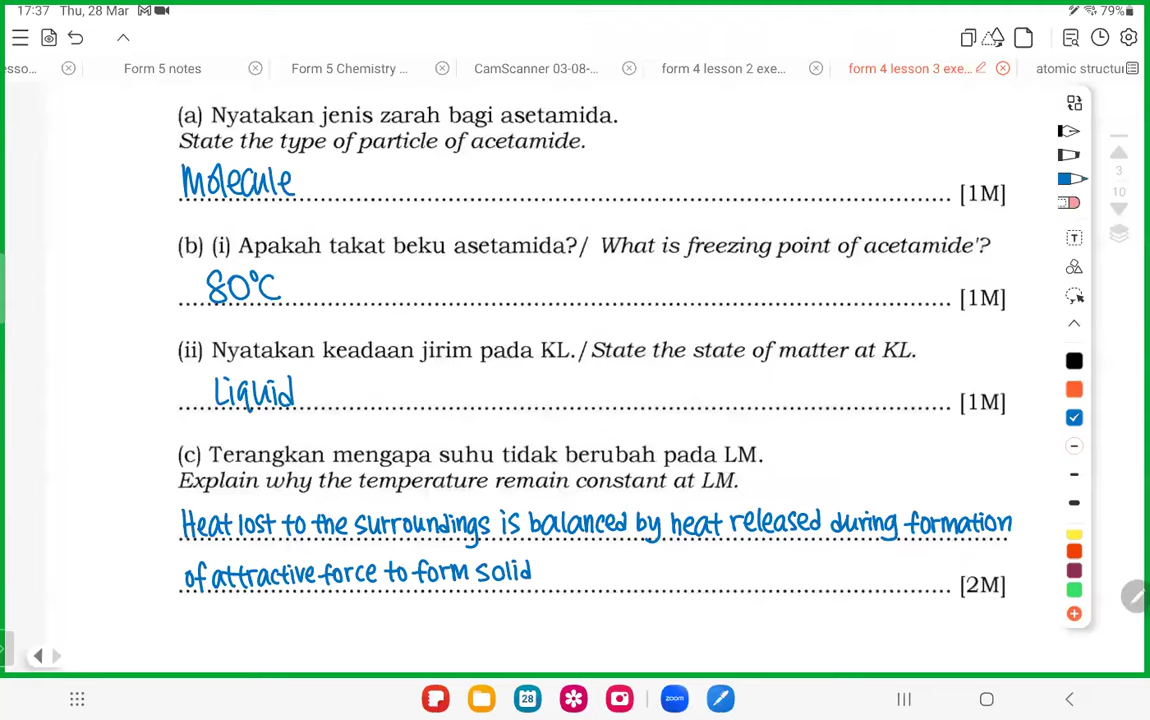 17:37 Thu, 28 Mar
79%
esso...
Form 5 notes
Form 5 Chemistry ...
CamScanner 03-08-...
form 4 lesson 2 exe...
form 4 lesson 3 exe...
atomic structu
(a) Nyatakan jenis zarah bagi asetamida.
State the type of particle of acetamide.
Molecule
[1M]
(b) (i) Apakah takat beku asetamida?/ What is freezing point of acetamide'?
80°C
[1M]
(ii) Nyatakan keadaan jirim pada KL./State the state of matter at KL.
Liquid
[1M]
(c) Terangkan mengapa suhu tidak berubah pada LM.
Explain why the temperature remain constant at LM.
Heat lost to the surroundings is balanced by heat released during formation
of attractive force to form solid
[2M]
3
10
T
28
zoom